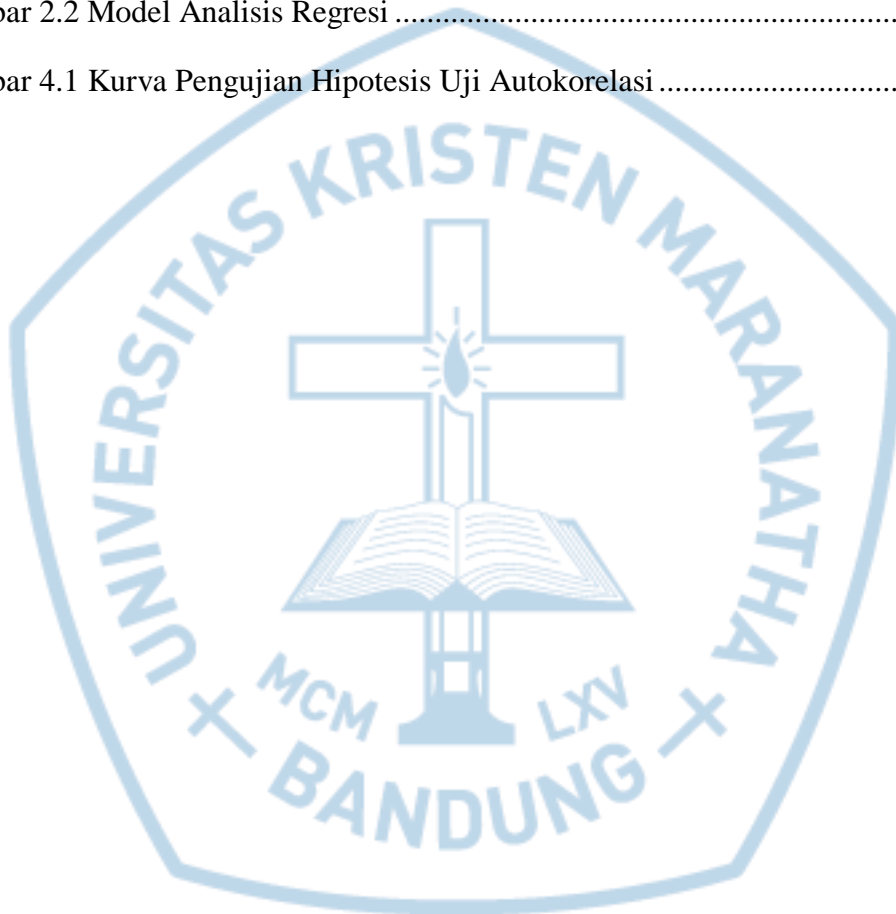 bar 2.2 Model Analisis Regresi ...............................................................................
bar 4.1 Kurva Pengujian Hipotesis Uji Autokorelasi ..............................
UNIVERSITAS KRISTEN MARANATHA
MCM LXV
+ BANDUNG +